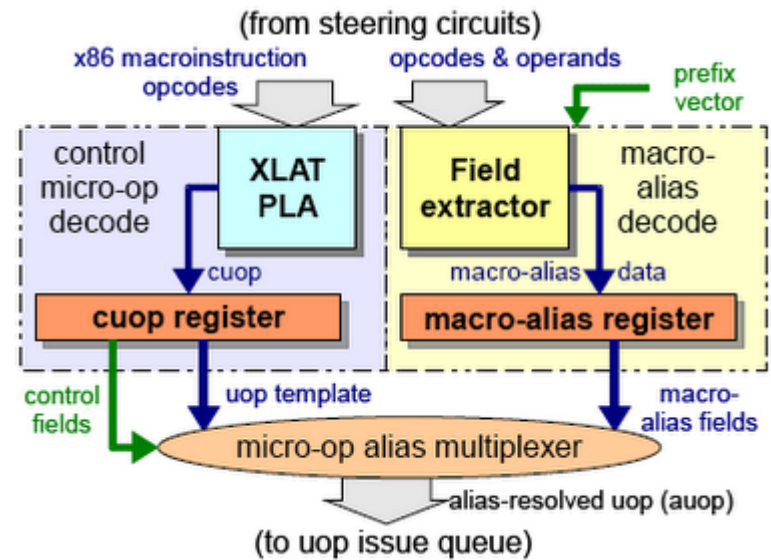 (from steering circuits)
x86 macroinstruction
opcodes
opcodes & operands
prefix
vector
control
micro-op
decode
XLAT
PLA
Field
extractor
macro-
alias
decode
cuop
macro-alias
data
cuop register
macro-alias register
control
fields
uop template
macro-
alias fields
micro-op alias multiplexer
alias-resolved uop (auop)
(to uop issue queue)